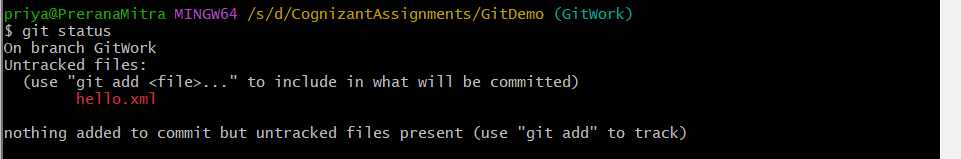 priya@PreranaMitra MINGW64 /s/d/CognizantAssignments/GitDemo (GitWork)
$ git status
On branch GitWork
Untracked files:
  (use "git add <file>..." to include in what will be committed)
        hello.xml
nothing added to commit but untracked files present (use "git add" to track)